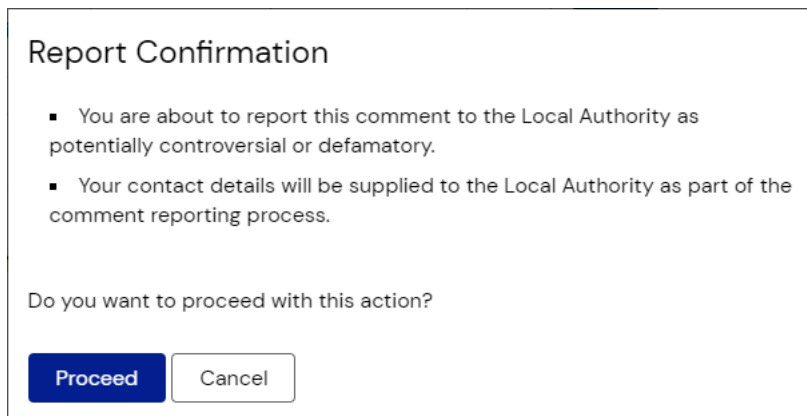 Report Confirmation
▪ You are about to report this comment to the Local Authority as
potentially controversial or defamatory.
▪ Your contact details will be supplied to the Local Authority as part of the
comment reporting process.
Do you want to proceed with this action?
Proceed Cancel